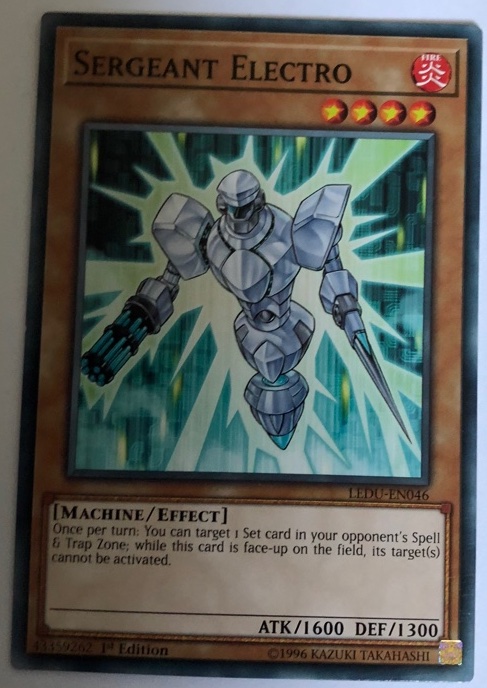 SERGEANT ELECTRO
FIRE
炎
LEDU-EN046
[MACHINE/EFFECT]
Once per turn: You can target 1 Set card in your opponent's Spell
& Trap Zone; while this card is face-up on the field, its target(s)
cannot be activated.
ATK/1600 DEF/1300
43359262 1st Edition
©1996 KAZUKI TAKAHASHI